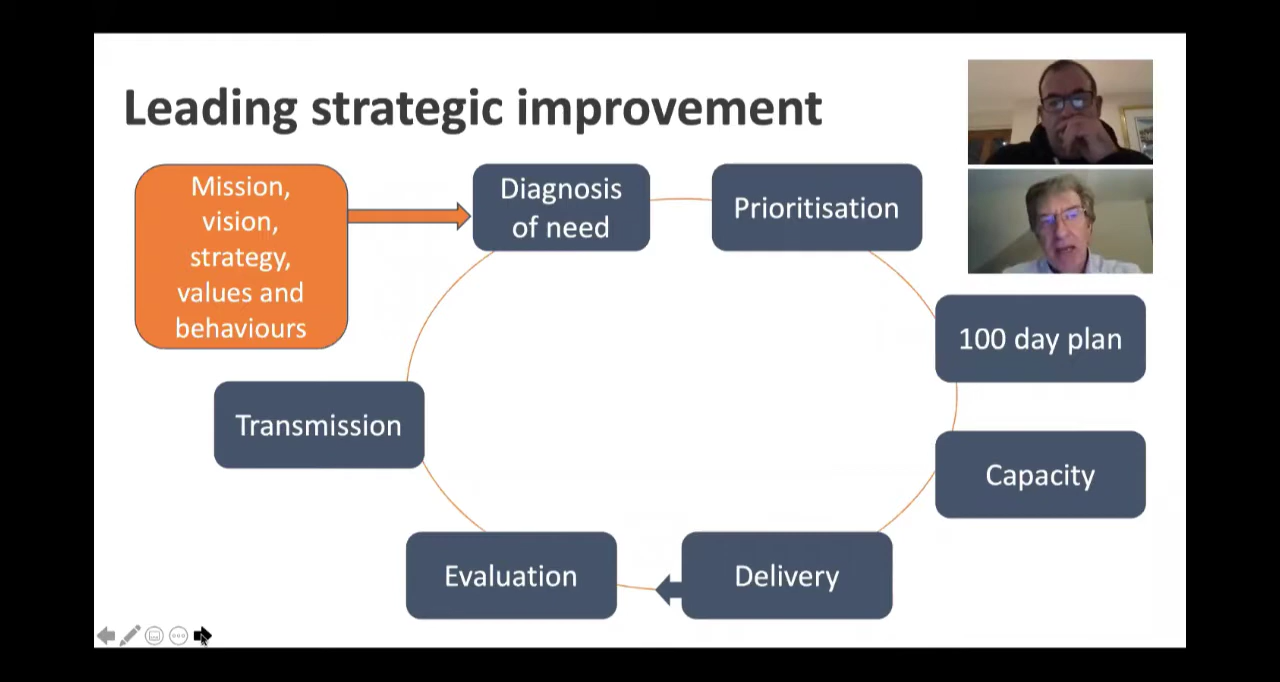 Leading strategic improvement
Mission,
vision,
strategy,
values and
behaviours
Diagnosis
of need
Prioritisation
100 day plan
Capacity
Delivery
Evaluation
Transmission